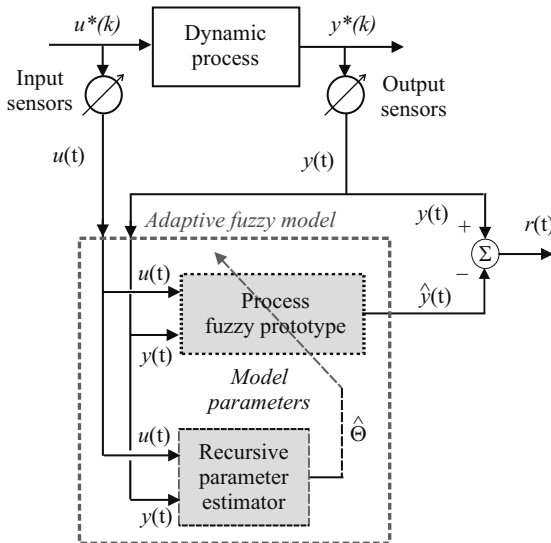 u*(k)
Dynamic
process
y*(k)
Input
sensors
Output
sensors
u(t)
y(t)
Adaptive fuzzy model
y(t)
+
r(t)
Σ
−
u(t)
Process
fuzzy prototype
ŷ(t)
y(t)
Model
parameters
u(t)
Θ̂
Recursive
parameter
estimator
y(t)